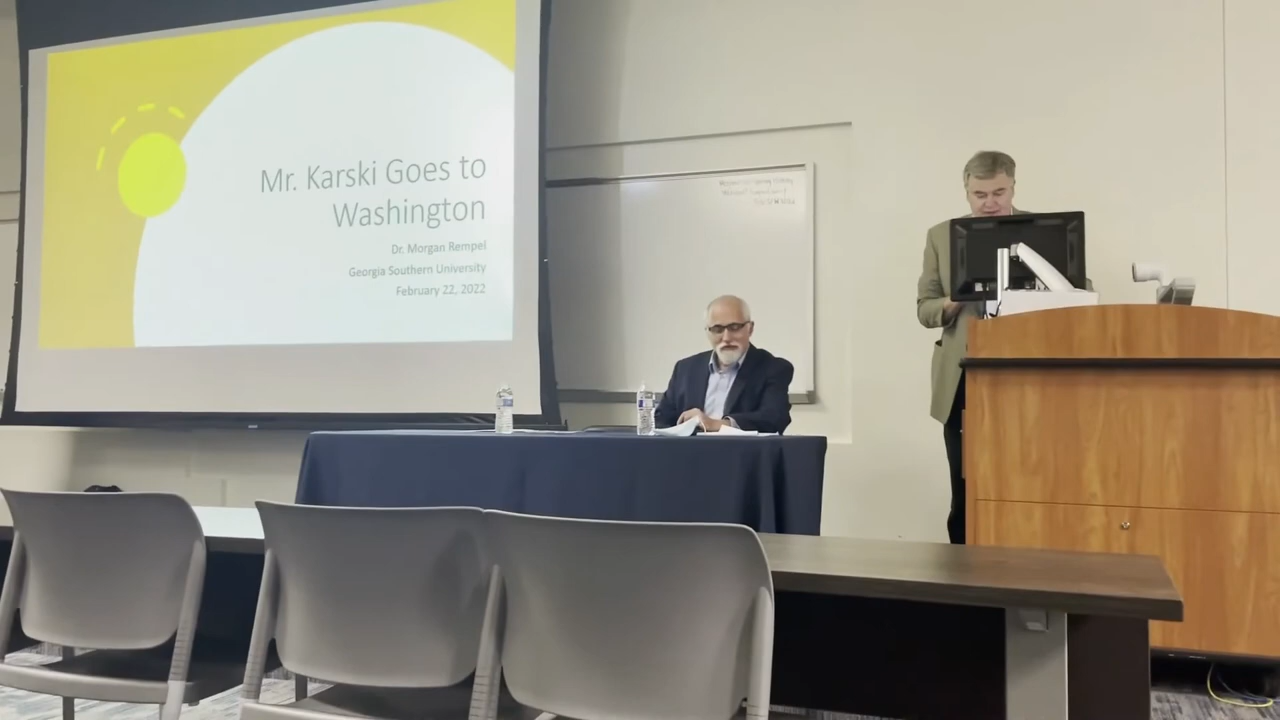 Mr. Karski Goes to
Washington
Dr. Morgan Rempel
Georgia Southern University
February 22, 2022